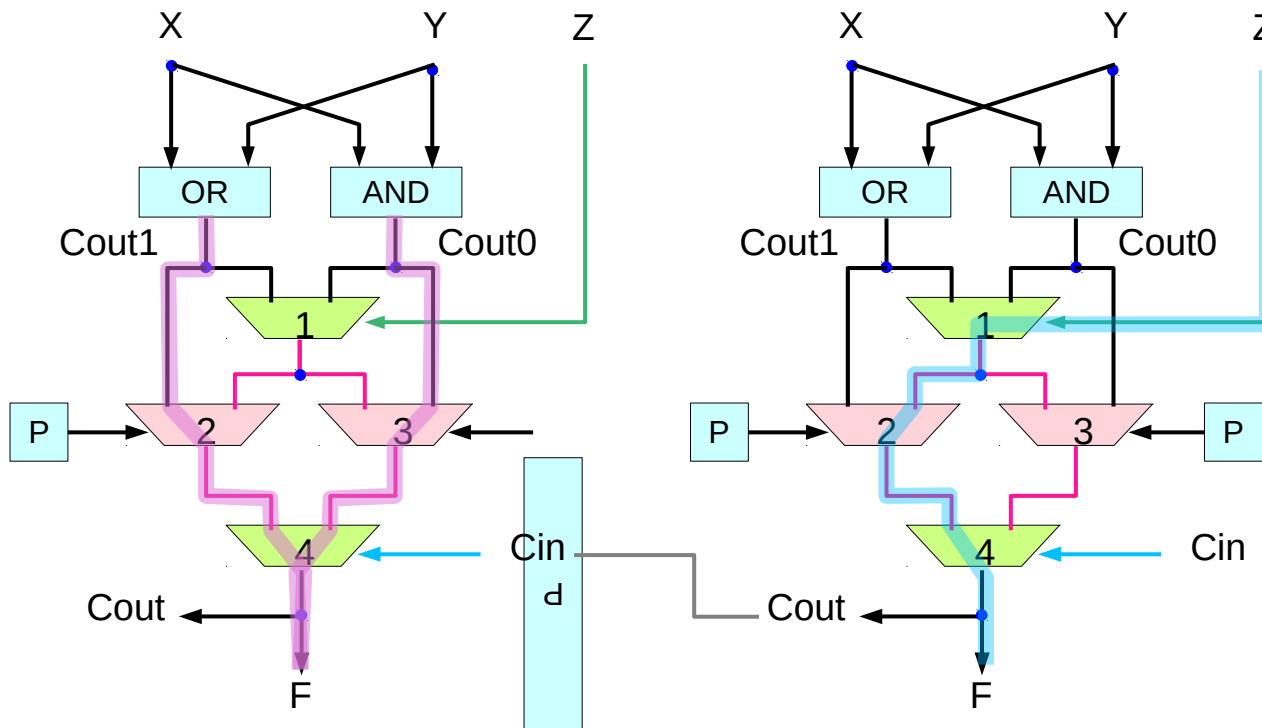 X Y Z X Y Z
OR AND OR AND
Cout1 Cout0 Cout1 Cout0
1 1
P 2 3 P 2 3 P
4 Cin 4 Cin
P
Cout Cout
F F